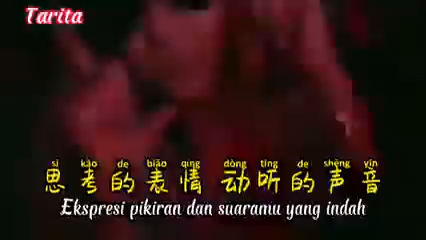 Tarita
sī kǎo de biǎo qíng dòng tīng de shēng yīn
思考的表情 动听的声音
Ekspresi pikiran dan suaramu yang indah